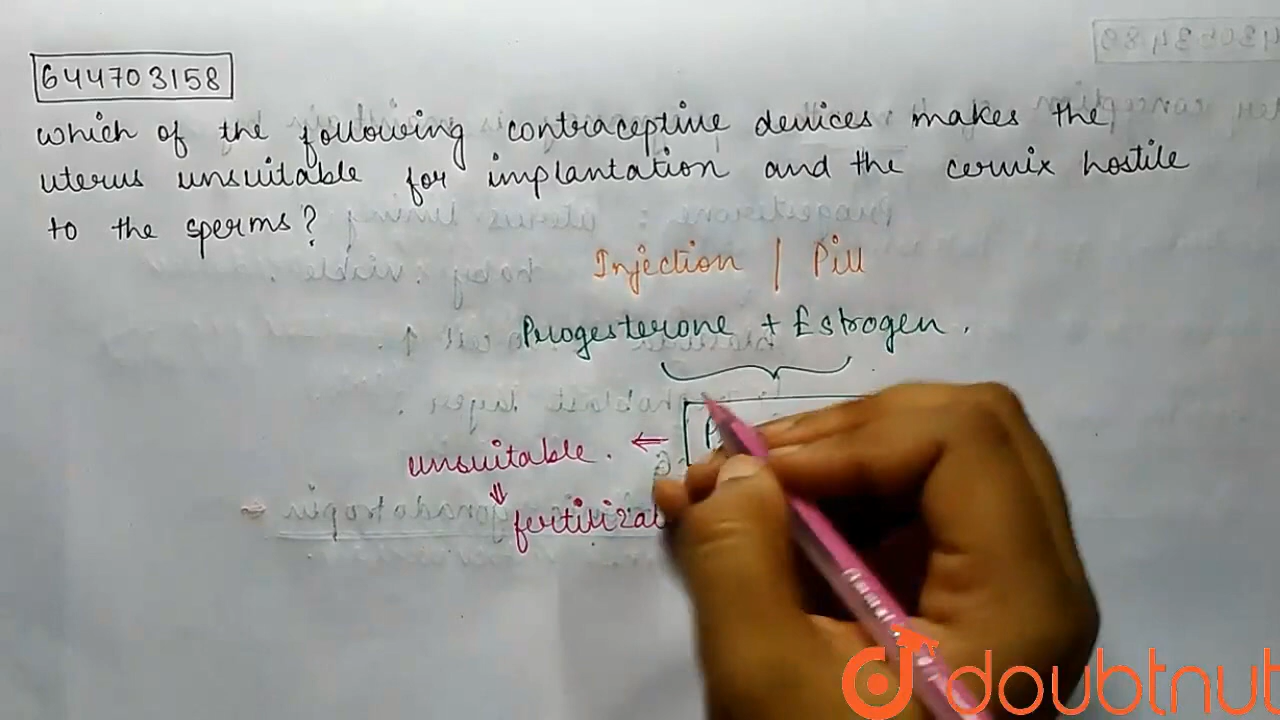 644703158
which of the following contraceptive devices makes the
uterus unsuitable for implantation and the cervix hostile
to the sperms?
Injection | Pill
Progesterone + Estrogen.
unsuitable. ⇐ P
⇓
fertilizat
doubtnut